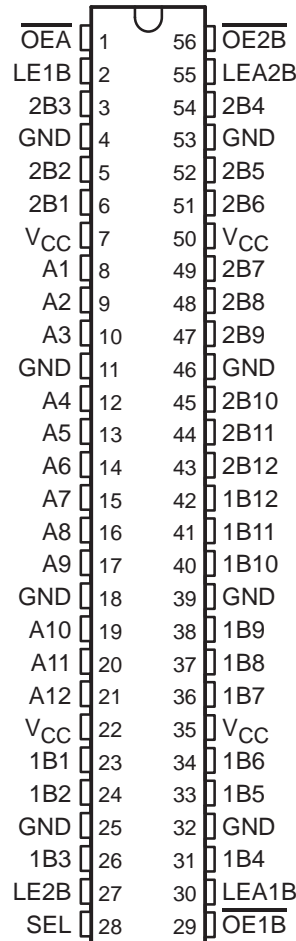 O̅E̅A̅ 1 56 O̅E̅2̅B̅
LE1B 2 55 LEA2B
2B3 3 54 2B4
GND 4 53 GND
2B2 5 52 2B5
2B1 6 51 2B6
VCC 7 50 VCC
A1 8 49 2B7
A2 9 48 2B8
A3 10 47 2B9
GND 11 46 GND
A4 12 45 2B10
A5 13 44 2B11
A6 14 43 2B12
A7 15 42 1B12
A8 16 41 1B11
A9 17 40 1B10
GND 18 39 GND
A10 19 38 1B9
A11 20 37 1B8
A12 21 36 1B7
VCC 22 35 VCC
1B1 23 34 1B6
1B2 24 33 1B5
GND 25 32 GND
1B3 26 31 1B4
LE2B 27 30 LEA1B
SEL 28 29 O̅E̅1̅B̅